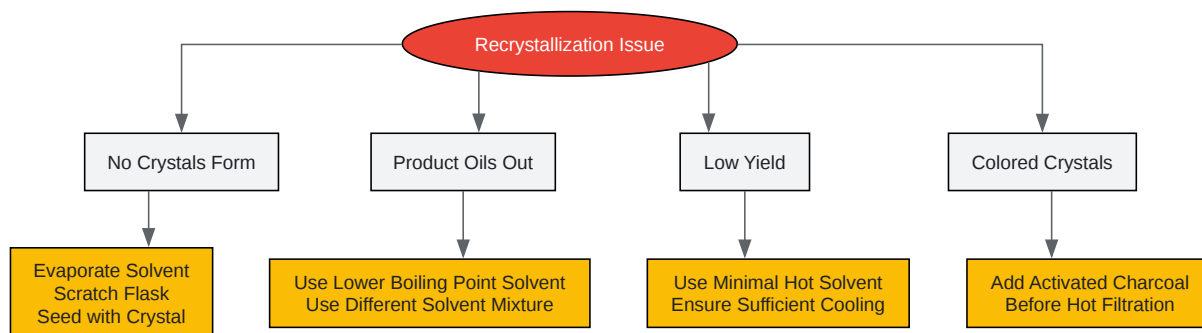 Recrystallization Issue
No Crystals Form
Product Oils Out
Low Yield
Colored Crystals
Evaporate Solvent
Scratch Flask
Seed with Crystal
Use Lower Boiling Point Solvent
Use Different Solvent Mixture
Use Minimal Hot Solvent
Ensure Sufficient Cooling
Add Activated Charcoal
Before Hot Filtration